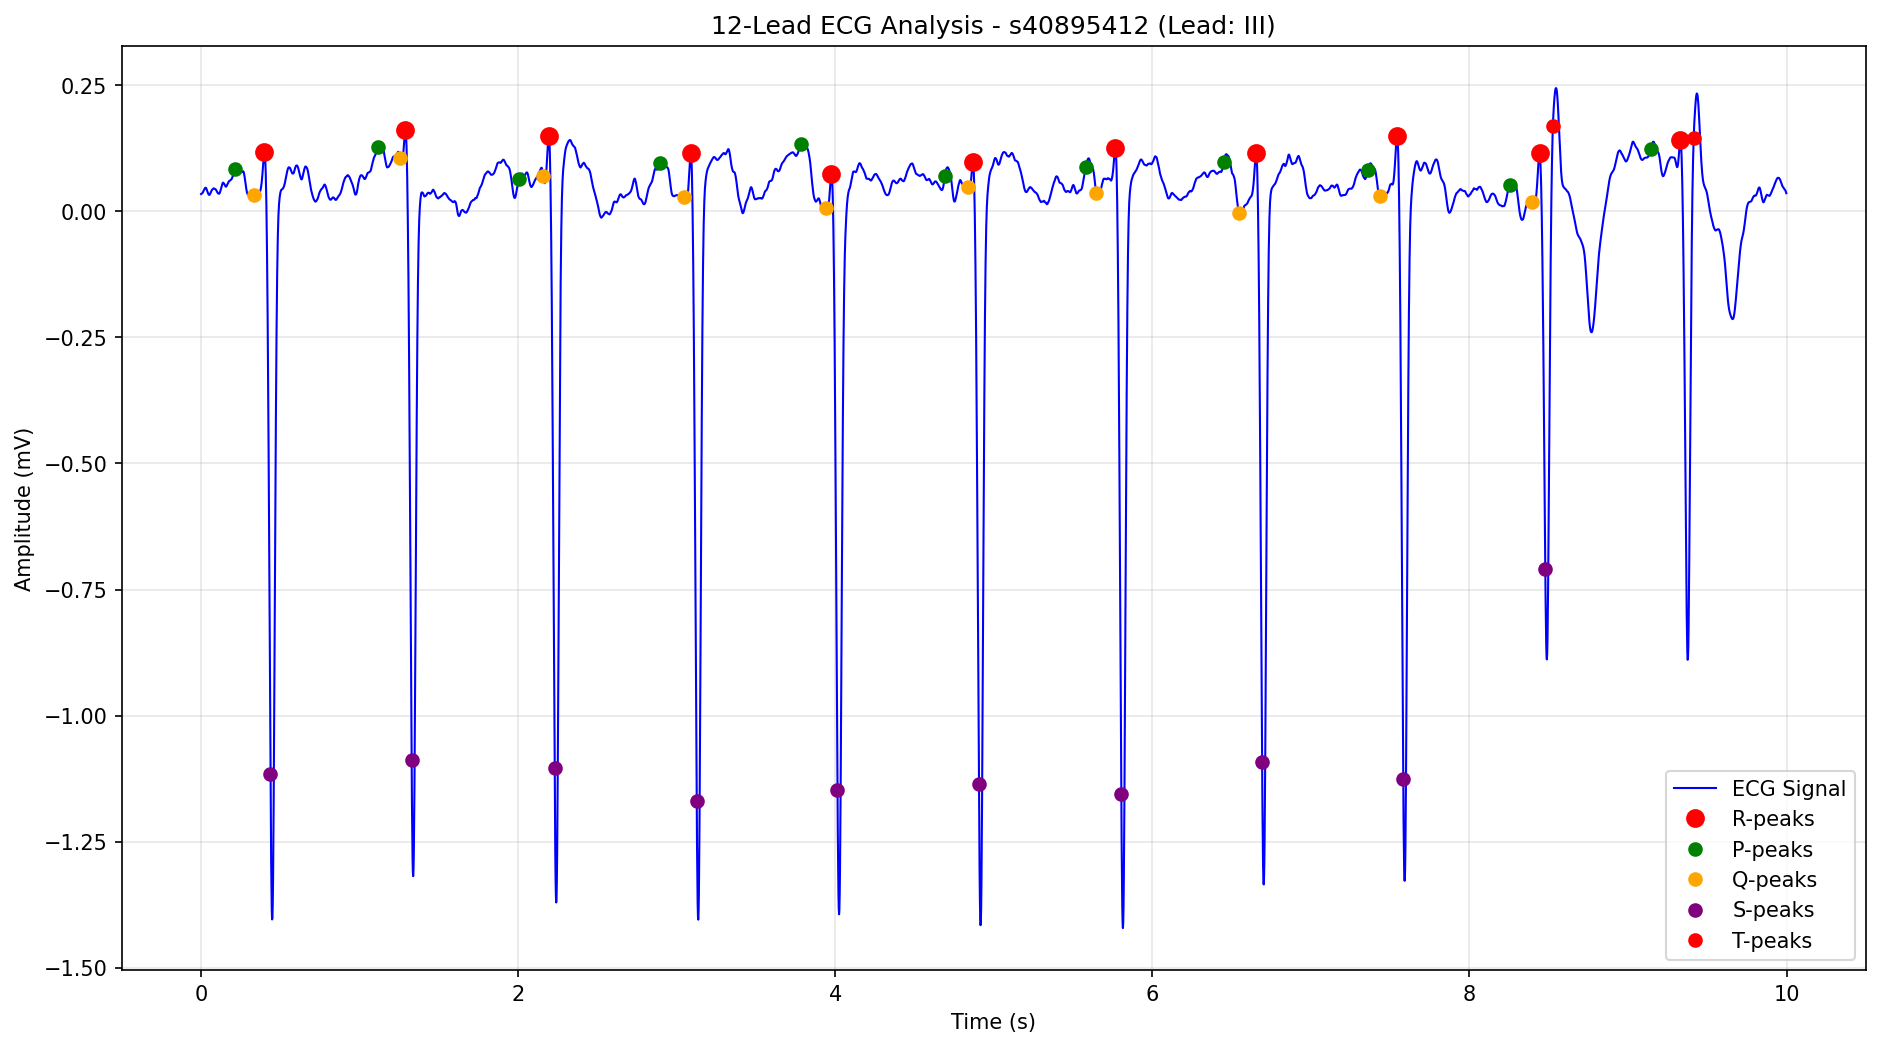 12-Lead ECG Analysis - s40895412 (Lead: III)
0.25
0.00
−0.25
−0.50
−0.75
−1.00
−1.25
−1.50
Amplitude (mV)
0
2
4
6
8
10
Time (s)
ECG Signal
R-peaks
P-peaks
Q-peaks
S-peaks
T-peaks